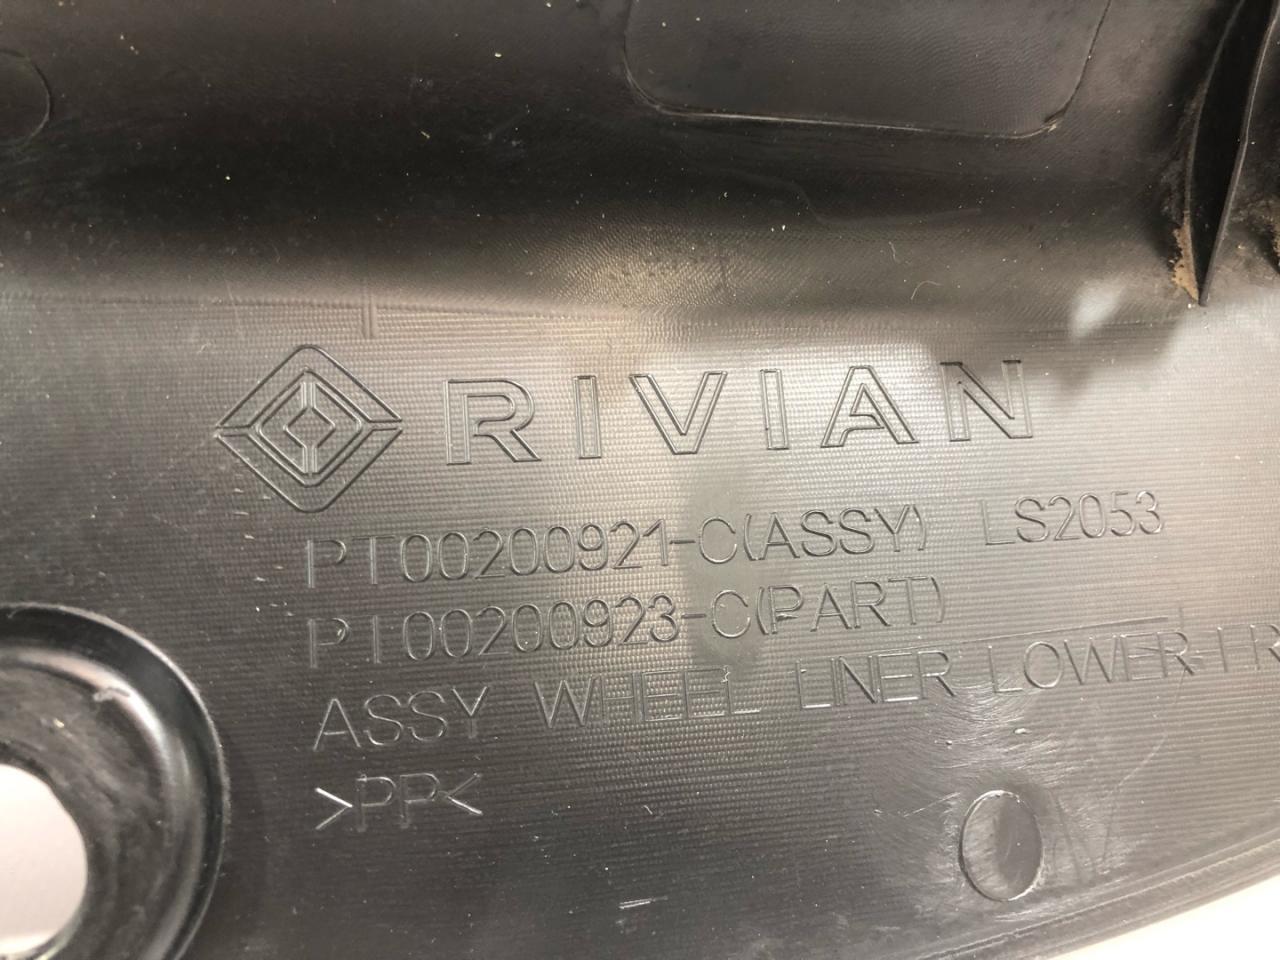 RIVIAN
PT00200921-C(ASSY) LS2053
PT00200923-C(PART)
ASSY WHEEL LINER LOWER
>PP<